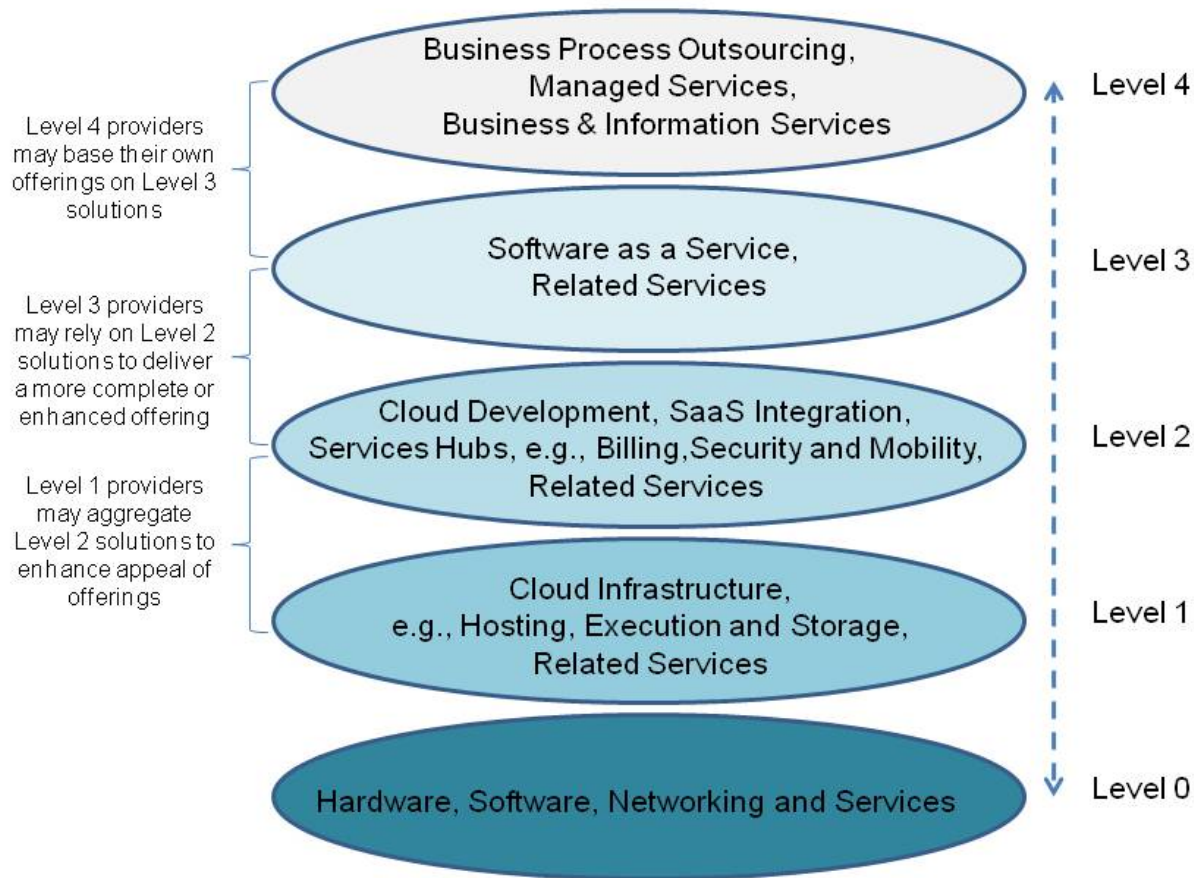 Business Process Outsourcing,
Managed Services,
Business & Information Services
Level 4
Level 4 providers
may base their own
offerings on Level 3
solutions
Software as a Service,
Related Services
Level 3
Level 3 providers
may rely on Level 2
solutions to deliver
a more complete or
enhanced offering
Cloud Development, SaaS Integration,
Services Hubs, e.g., Billing,Security and Mobility,
Related Services
Level 2
Level 1 providers
may aggregate
Level 2 solutions to
enhance appeal of
offerings
Cloud Infrastructure,
e.g., Hosting, Execution and Storage,
Related Services
Level 1
Hardware, Software, Networking and Services
Level 0